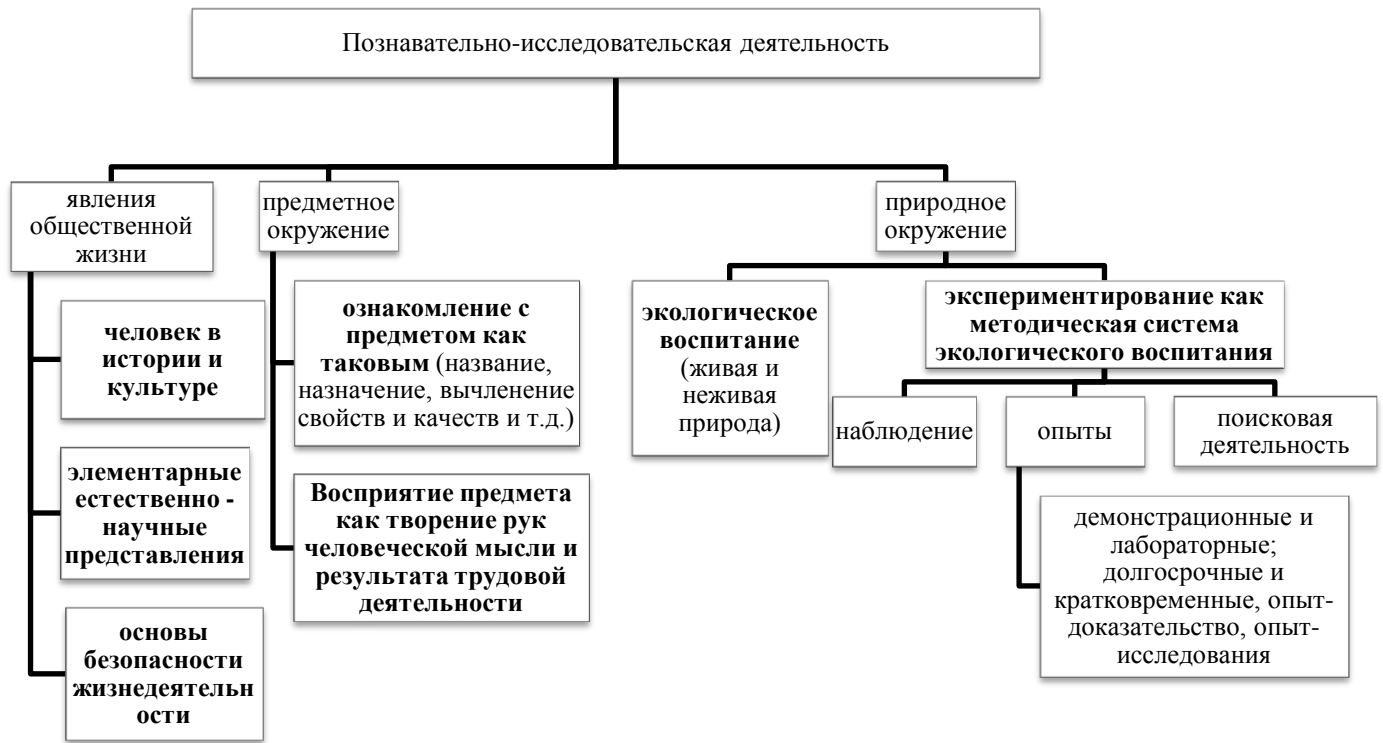 Познавательно-исследовательская деятельность
явления
общественной
жизни
предметное
окружение
природное
окружение
человек в
истории и
культуре
элементарные
естественно -
научные
представления
основы
безопасности
жизнедеятельн
ости
ознакомление с
предметом как
таковым (название,
назначение, вычленение
свойств и качеств и т.д.)
Восприятие предмета
как творение рук
человеческой мысли и
результата трудовой
деятельности
экологическое
воспитание
(живая и
неживая
природа)
экспериментирование как
методическая система
экологического воспитания
наблюдение
опыты
поисковая
деятельность
демонстрационные и
лабораторные;
долгосрочные и
кратковременные, опыт-
доказательство, опыт-
исследования